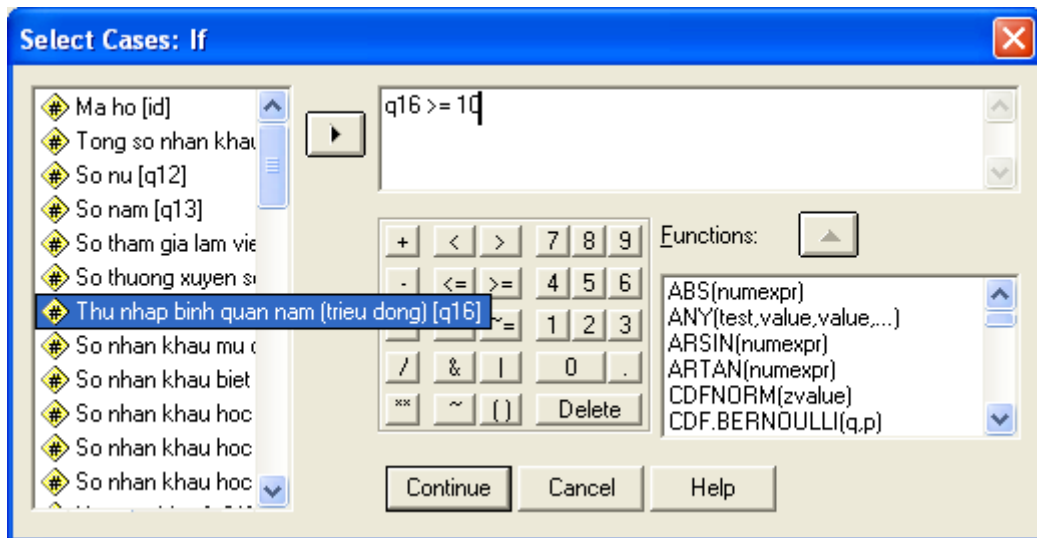 Select Cases: If
Ma ho [id]
Tong so nhan khau
So nu [q12]
So nam [q13]
So tham gia lam vie
So thuong xuyen s
Thu nhap binh quan nam (trieu dong) [q16]
So nhan khau mu
So nhan khau biet
So nhan khau hoc
So nhan khau hoc
So nhan khau hoc
q16 >= 10
+ < > 7 8 9
- <= >= 4 5 6
~= 1 2 3
/ & | 0 .
** ~ () Delete
Functions:
ABS(numexpr)
ANY(test,value,value,...)
ARSIN(numexpr)
ARTAN(numexpr)
CDFNORM(zvalue)
CDF.BERNOULLI(q,p)
Continue Cancel Help